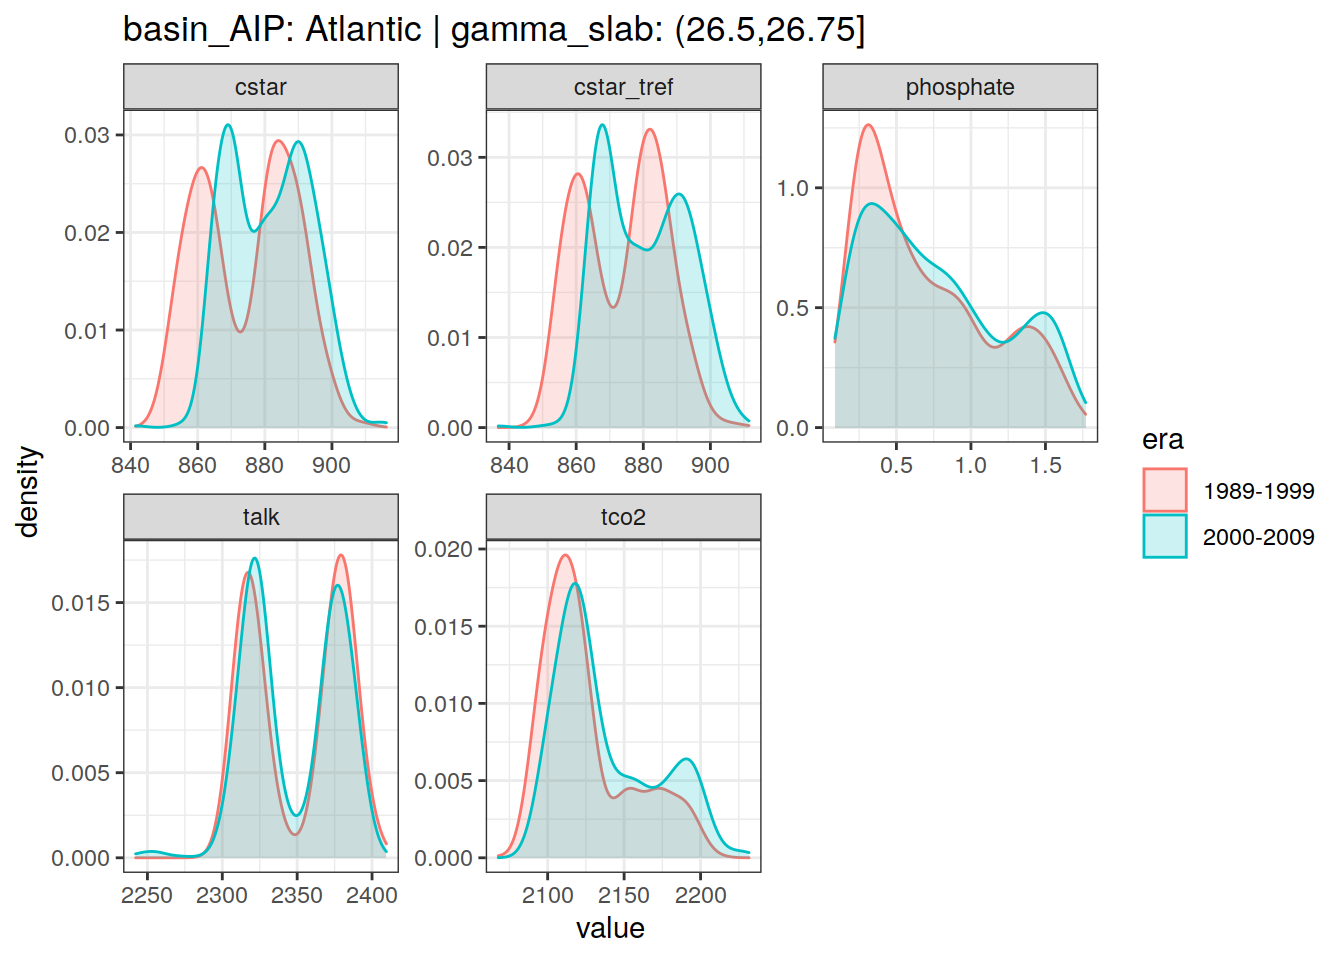 basin_AIP: Atlantic | gamma_slab: (26.5,26.75]
cstar
cstar_tref
phosphate
0.03
0.02
0.01
0.00
0.03
0.02
0.01
0.00
1.0
0.5
0.0
840 860 880 900
840 860 880 900
0.5 1.0 1.5
talk
tco2
0.015
0.010
0.005
0.000
0.020
0.015
0.010
0.005
0.000
2250 2300 2350 2400
2100 2150 2200
density
value
era
1989-1999
2000-2009